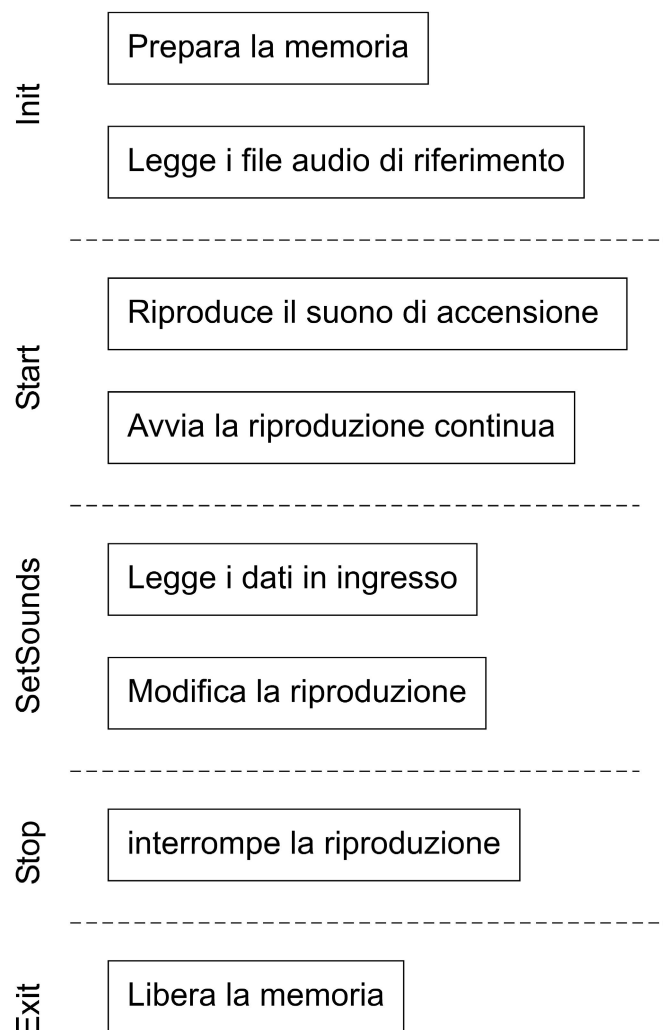 Init
Prepara la memoria
Legge i file audio di riferimento
Start
Riproduce il suono di accensione
Avvia la riproduzione continua
SetSounds
Legge i dati in ingresso
Modifica la riproduzione
Stop
interrompe la riproduzione
Exit
Libera la memoria